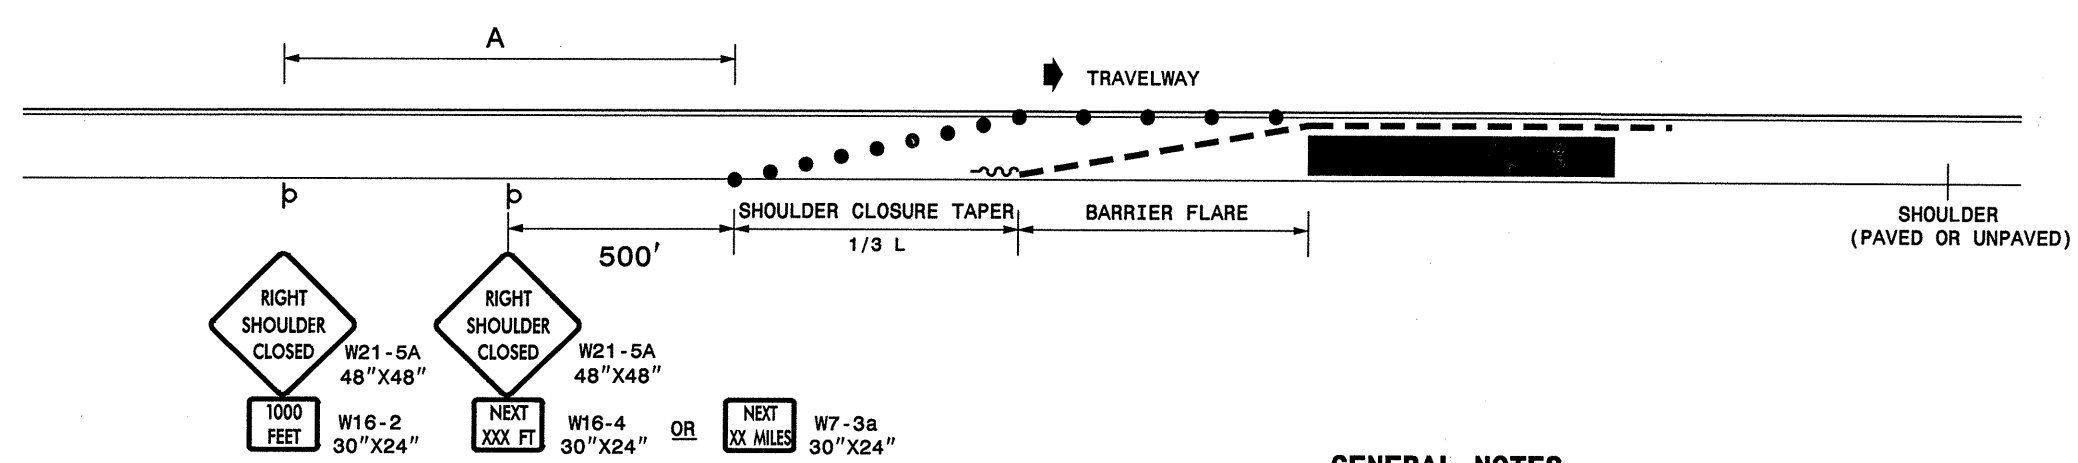 A
TRAVELWAY
SHOULDER CLOSURE TAPER
BARRIER FLARE
500'
1/3 L
SHOULDER
(PAVED OR UNPAVED)
RIGHT
SHOULDER
CLOSED
W21-5A
48"X48"
1000
FEET
W16-2
30"X24"
RIGHT
SHOULDER
CLOSED
W21-5A
48"X48"
NEXT
XXX FT
W16-4
30"X24"
OR
NEXT
XX MILES
W7-3a
30"X24"
GENERAL NOTES